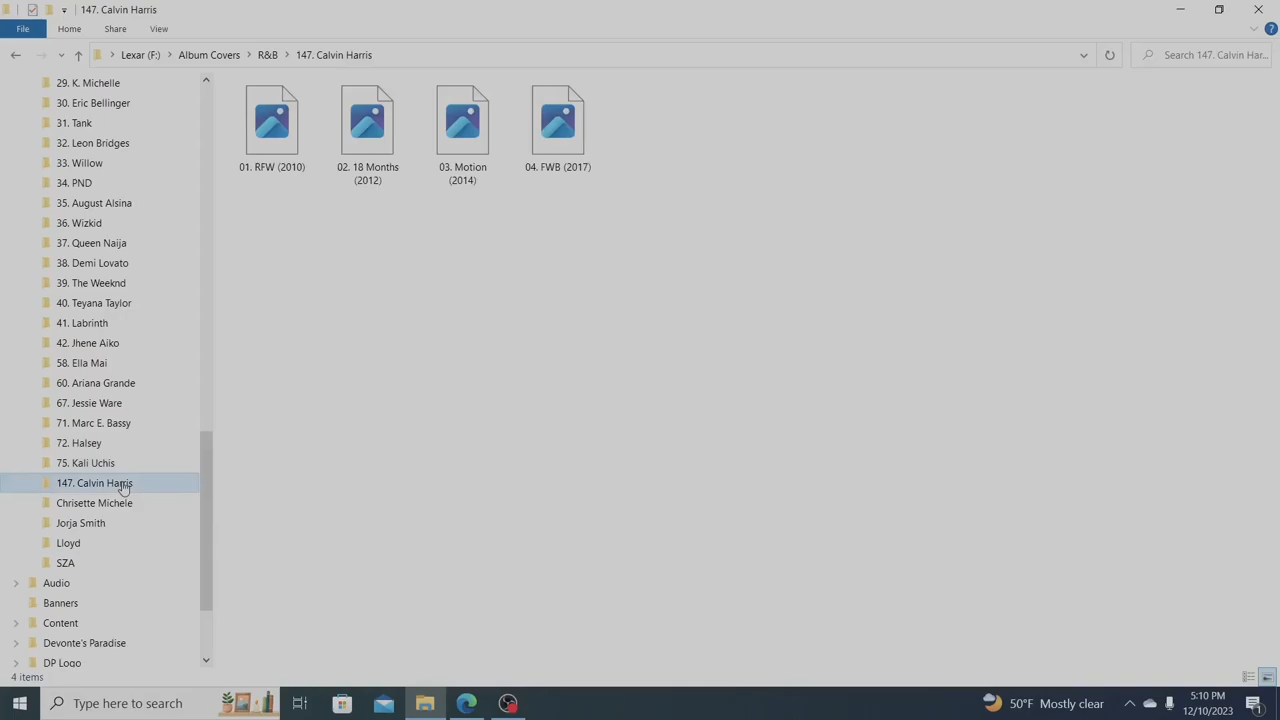 147. Calvin Harris
File
Home
Share
View
Lexar (F:)
Album Covers
R&B
147. Calvin Harris
Search 147. Calvin Har...
29. K. Michelle
30. Eric Bellinger
31. Tank
32. Leon Bridges
33. Willow
34. PND
35. August Alsina
36. Wizkid
37. Queen Naija
38. Demi Lovato
39. The Weeknd
40. Teyana Taylor
41. Labrinth
42. Jhene Aiko
58. Ella Mai
60. Ariana Grande
67. Jessie Ware
71. Marc E. Bassy
72. Halsey
75. Kali Uchis
147. Calvin Harris
Chrisette Michele
Jorja Smith
Lloyd
SZA
Audio
Banners
Content
Devonte's Paradise
DP Logo
01. RFW (2010)
02. 18 Months
(2012)
03. Motion
(2014)
04. FWB (2017)
4 items
Type here to search
50°F Mostly clear
5:10 PM
12/10/2023
1